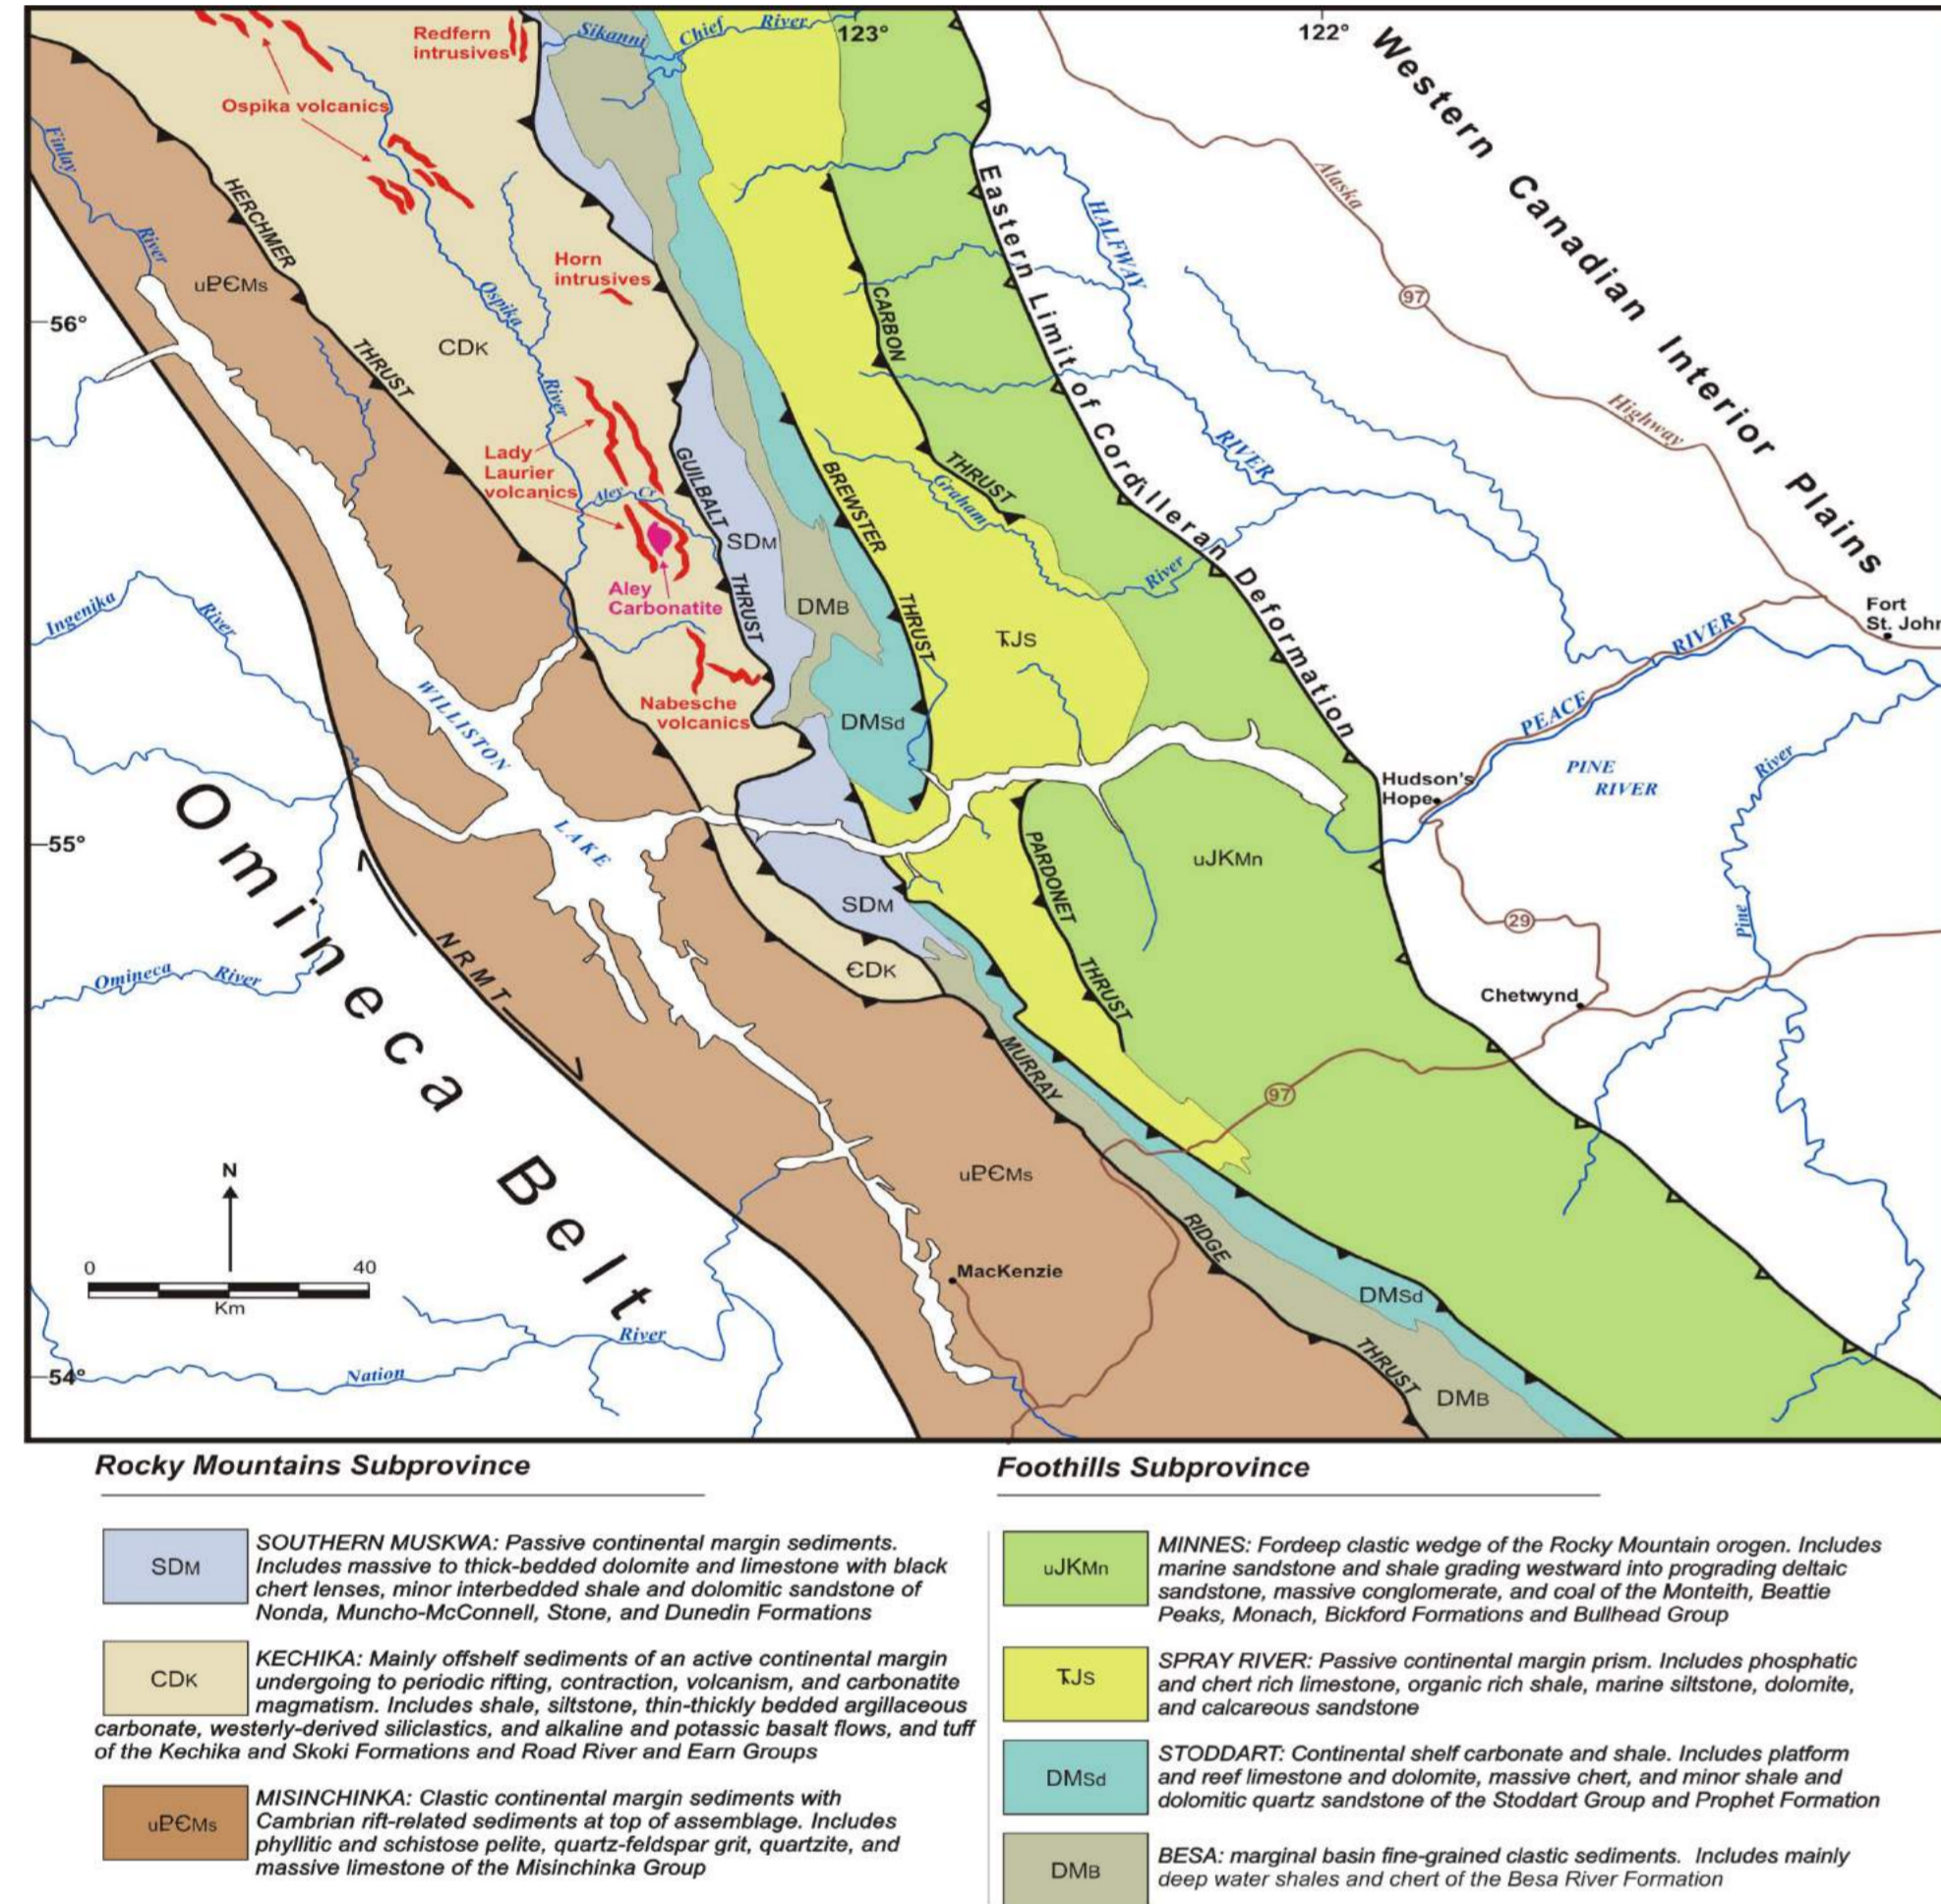 Redfern
intrusives
Sikanni Chief River
123°
122°
Western Canadian Interior Plains
Ospika volcanics
Finlay
River
Alaska
HERCHMER
THRUST
uPЄMs
Horn
intrusives
Ospika
River
HALFWAY
RIVER
97
Eastern Limit of Cordilleran Deformation
CARBON
THRUST
56°
CDK
Highway
Lady
Laurier
volcanics
Aley Cr
GUILBALT
THRUST
SDM
BREWSTER
THRUST
Graham
River
Aley
Carbonatite
DMB
TJS
Ingenika
River
Fort
St. John
PEACE
RIVER
WILLISTON
LAKE
Nabesche
volcanics
DMSd
Hudson's
Hope
PINE
RIVER
River
Pine
Omineca Belt
55°
PARDONET
THRUST
uJKMn
SDM
29
NRMT
ЄDK
Omineca River
Chetwynd
MURRAY
RIDGE
THRUST
97
N
uPЄMs
0 40
Km
MacKenzie
DMSd
River
Nation
54°
DMB
Rocky Mountains Subprovince
SDM
SOUTHERN MUSKWA: Passive continental margin sediments.
Includes massive to thick-bedded dolomite and limestone with black
chert lenses, minor interbedded shale and dolomitic sandstone of
Nonda, Muncho-McConnell, Stone, and Dunedin Formations
CDK
KECHIKA: Mainly offshelf sediments of an active continental margin
undergoing to periodic rifting, contraction, volcanism, and carbonatite
magmatism. Includes shale, siltstone, thin-thickly bedded argillaceous
carbonate, westerly-derived siliclastics, and alkaline and potassic basalt flows, and tuff
of the Kechika and Skoki Formations and Road River and Earn Groups
uPЄMs
MISINCHINKA: Clastic continental margin sediments with
Cambrian rift-related sediments at top of assemblage. Includes
phyllitic and schistose pelite, quartz-feldspar grit, quartzite, and
massive limestone of the Misinchinka Group
Foothills Subprovince
uJKMn
MINNES: Fordeep clastic wedge of the Rocky Mountain orogen. Includes
marine sandstone and shale grading westward into prograding deltaic
sandstone, massive conglomerate, and coal of the Monteith, Beattie
Peaks, Monach, Bickford Formations and Bullhead Group
TJS
SPRAY RIVER: Passive continental margin prism. Includes phosphatic
and chert rich limestone, organic rich shale, marine siltstone, dolomite,
and calcareous sandstone
DMSd
STODDART: Continental shelf carbonate and shale. Includes platform
and reef limestone and dolomite, massive chert, and minor shale and
dolomitic quartz sandstone of the Stoddart Group and Prophet Formation
DMB
BESA: marginal basin fine-grained clastic sediments. Includes mainly
deep water shales and chert of the Besa River Formation